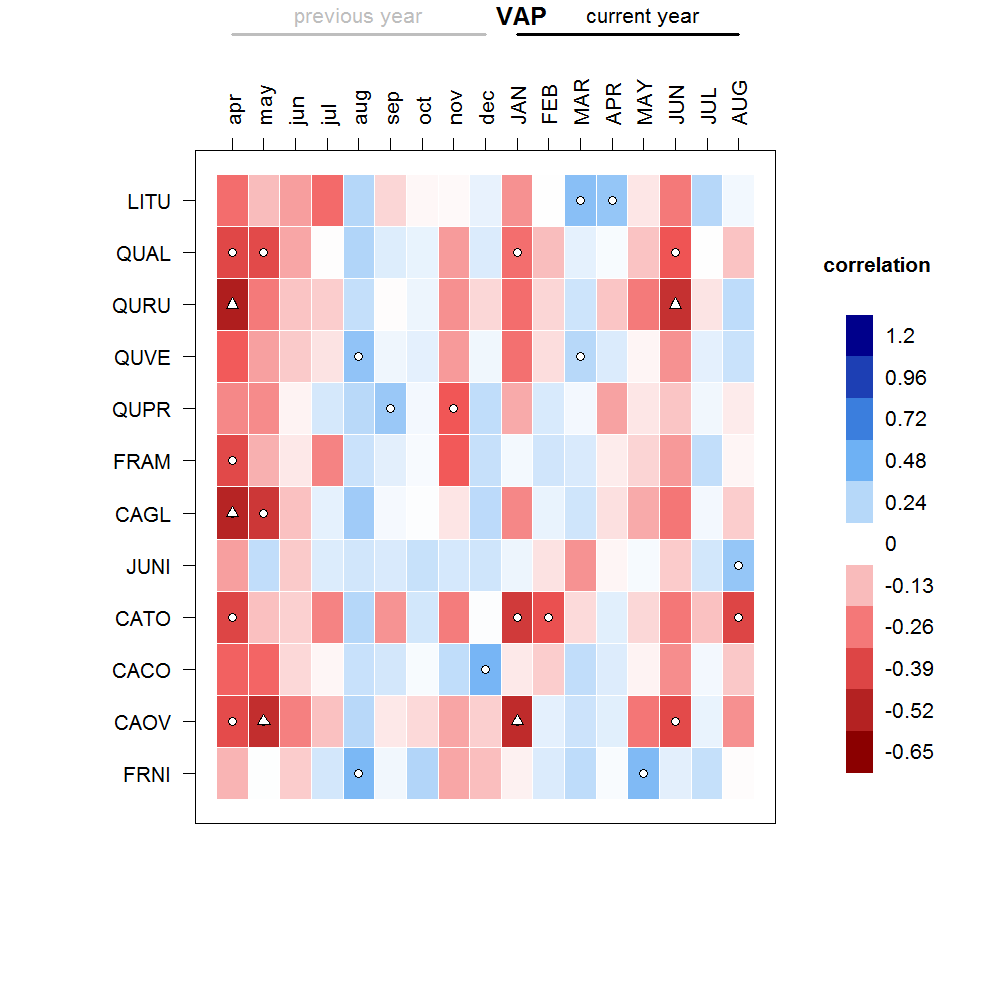 previous year VAP current year
apr may jun jul aug sep oct nov dec JAN FEB MAR APR MAY JUN JUL AUG
LITU
QUAL
QURU
QUVE
QUPR
FRAM
CAGL
JUNI
CATO
CACO
CAOV
FRNI
correlation
1.2
0.96
0.72
0.48
0.24
0
-0.13
-0.26
-0.39
-0.52
-0.65